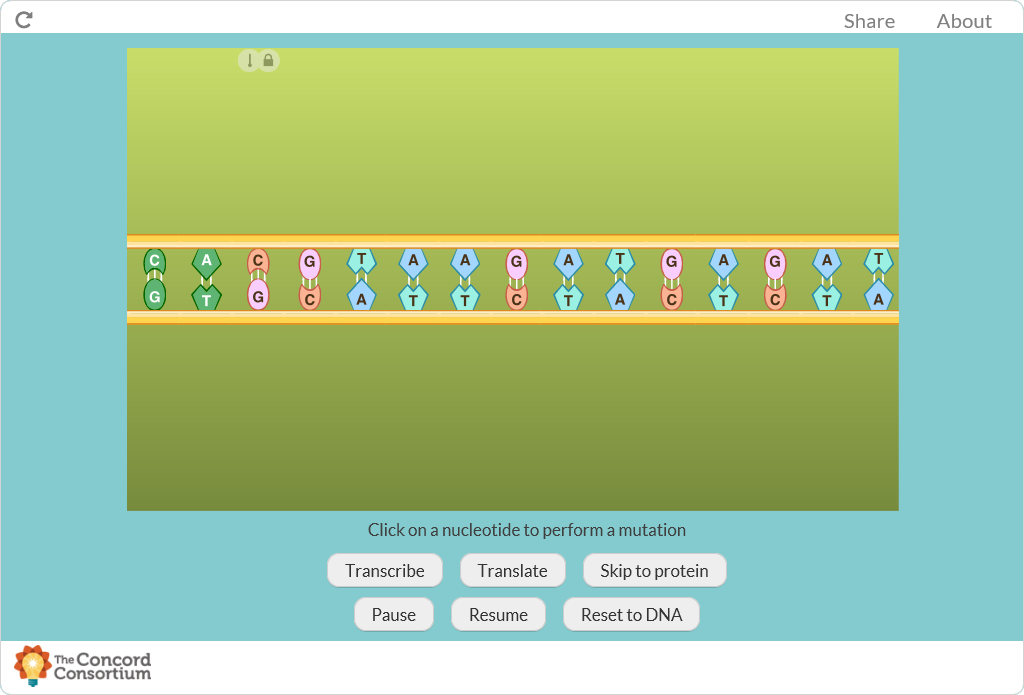 Share About
C A C G T A A G A T G A G A T
G T G C A T T C T A C T C T A
Click on a nucleotide to perform a mutation
Transcribe Translate Skip to protein
Pause Resume Reset to DNA
The Concord
Consortium